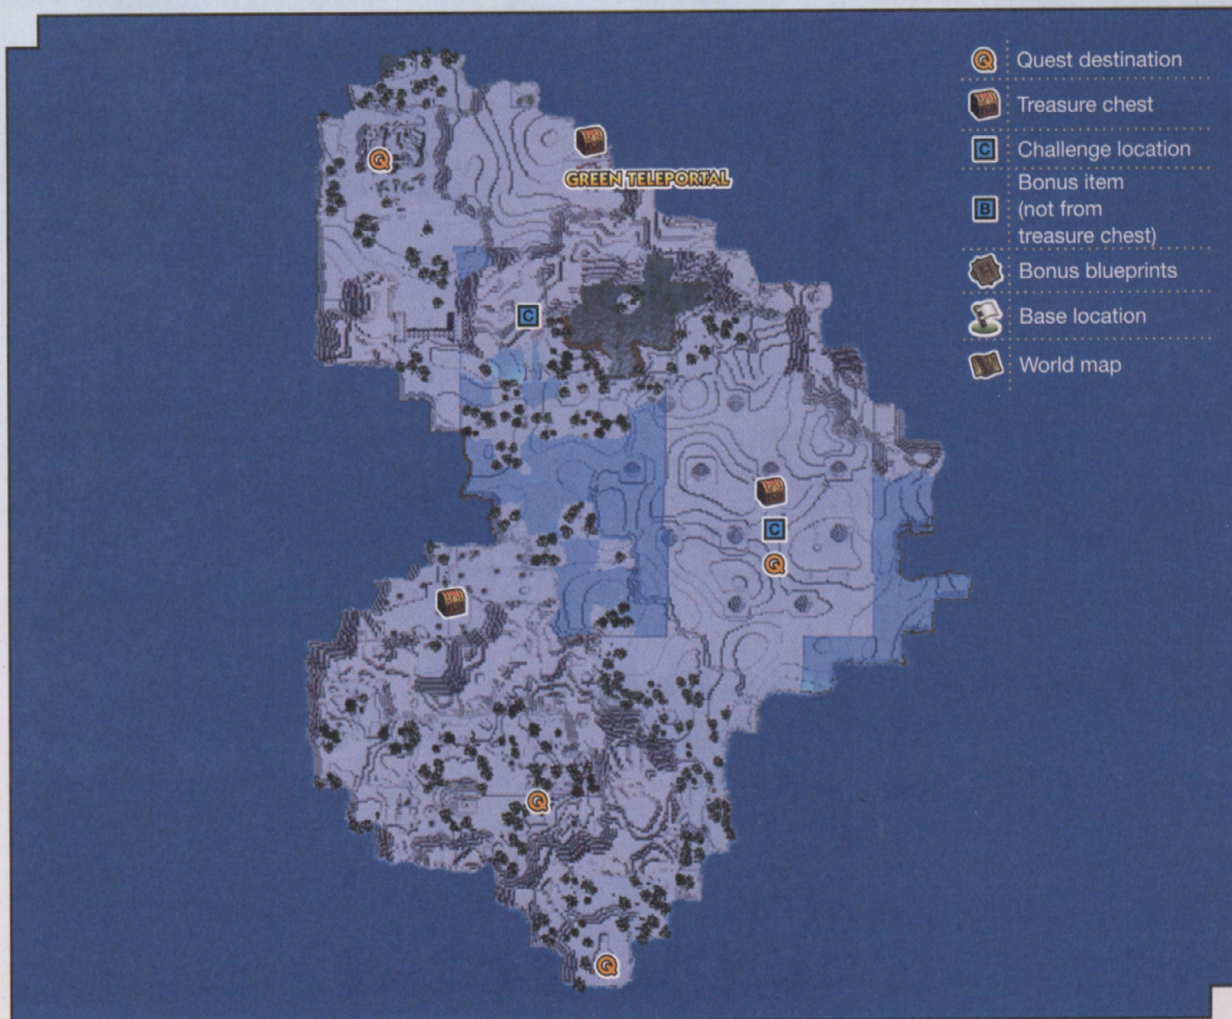 Q Quest destination
Treasure chest
C Challenge location
Bonus item
B (not from
treasure chest)
Bonus blueprints
Base location
World map
Q
GREEN TELEPORTAL
C
C
Q
Q
Q